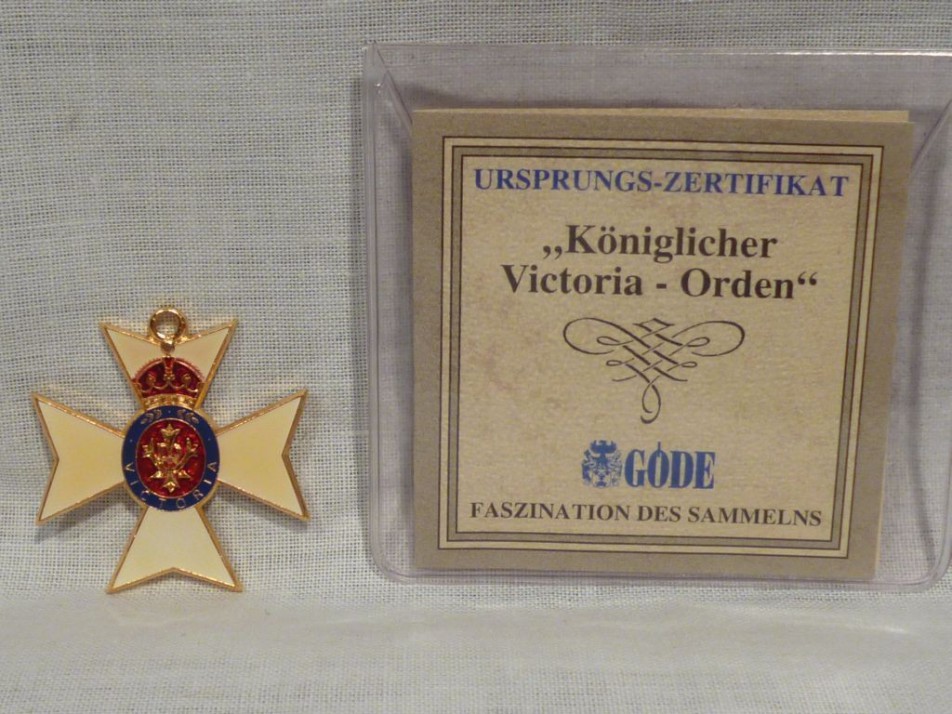 VICTORIA
URSPRUNGS-ZERTIFIKAT
„Königlicher
Victoria - Orden“
GÖDE
FASZINATION DES SAMMELNS